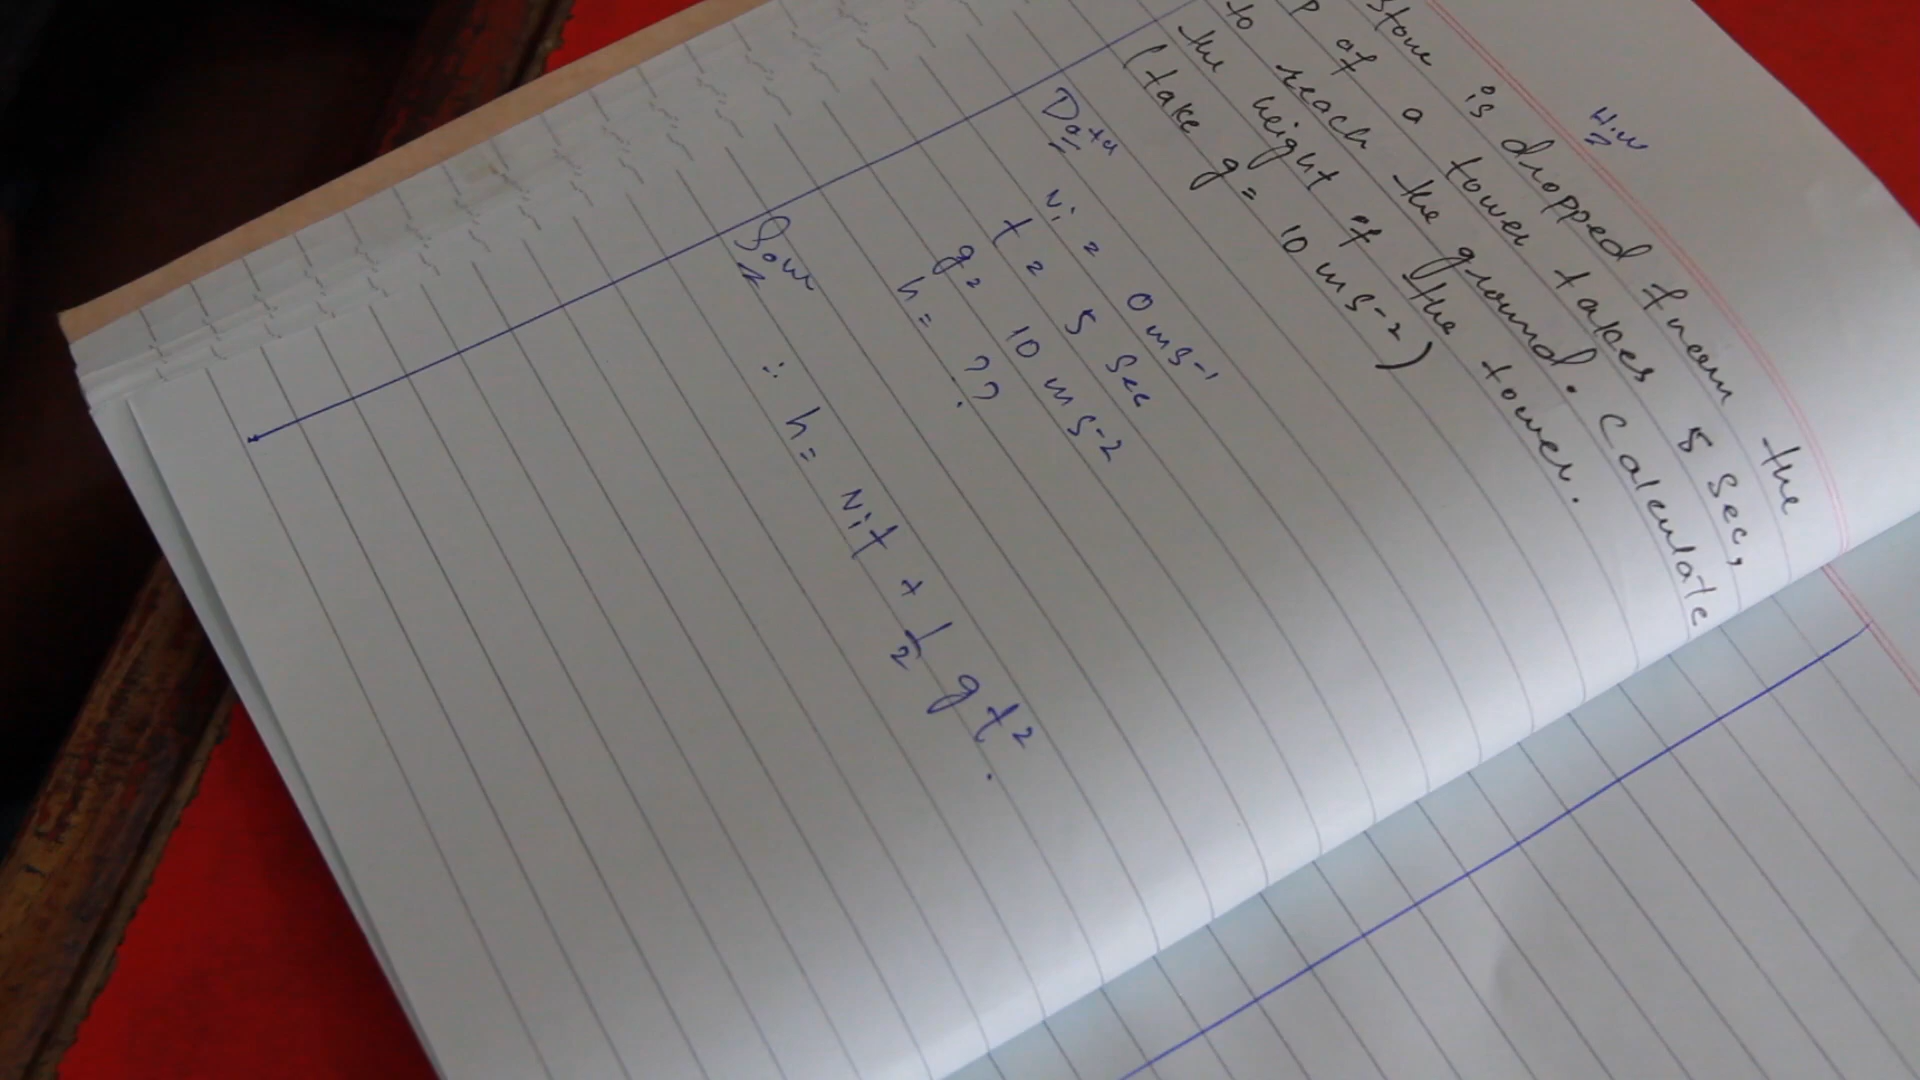 H.W
stone is dropped from the
P of a tower takes 5 sec,
to reach the ground. Calculate
the height of the tower.
(take g = 10 ms-2)
Data
Vi = 0 ms-1
t = 5 sec
g = 10 ms-2
h = ??
Soln
∴ h = Vit + 1/2 gt²